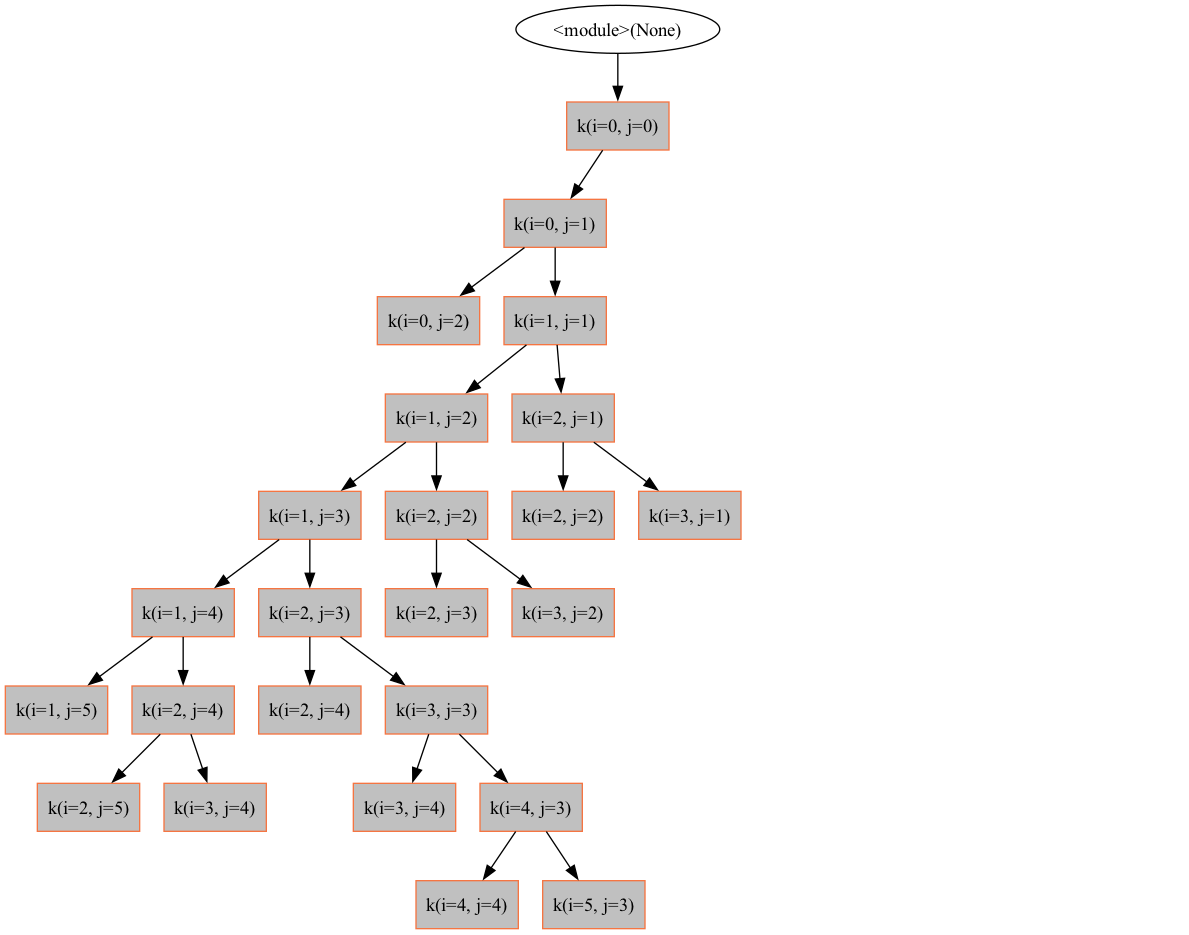 <module>(None)
k(i=0, j=0)
k(i=0, j=1)
k(i=0, j=2)
k(i=1, j=1)
k(i=1, j=2)
k(i=2, j=1)
k(i=1, j=3)
k(i=2, j=2)
k(i=2, j=2)
k(i=3, j=1)
k(i=1, j=4)
k(i=2, j=3)
k(i=2, j=3)
k(i=3, j=2)
k(i=1, j=5)
k(i=2, j=4)
k(i=2, j=4)
k(i=3, j=3)
k(i=2, j=5)
k(i=3, j=4)
k(i=3, j=4)
k(i=4, j=3)
k(i=4, j=4)
k(i=5, j=3)